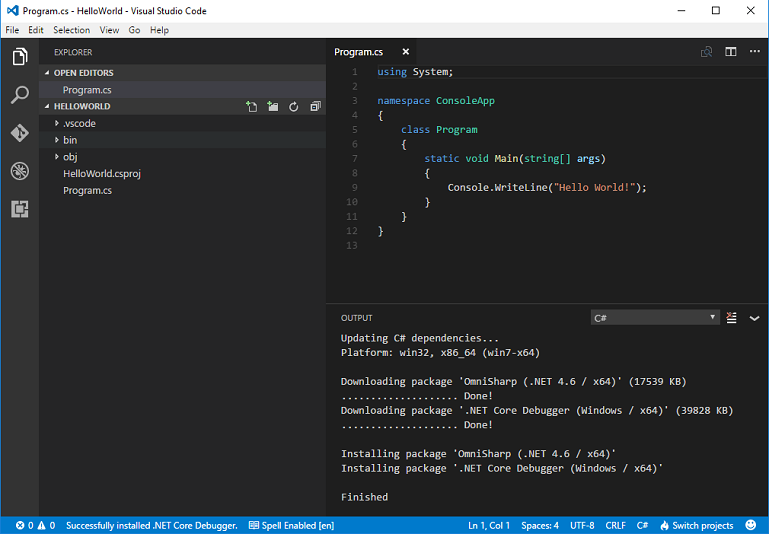 Program.cs - HelloWorld - Visual Studio Code
File Edit Selection View Go Help
EXPLORER
OPEN EDITORS
Program.cs
HELLOWORLD
.vscode
bin
obj
HelloWorld.csproj
Program.cs
Program.cs
1 using System;
2
3 namespace ConsoleApp
4 {
5 class Program
6 {
7 static void Main(string[] args)
8 {
9 Console.WriteLine("Hello World!");
10 }
11 }
12 }
13
OUTPUT C#
Updating C# dependencies...
Platform: win32, x86_64 (win7-x64)
Downloading package 'OmniSharp (.NET 4.6 / x64)' (17539 KB)
.................... Done!
Downloading package '.NET Core Debugger (Windows / x64)' (39828 KB)
.................... Done!
Installing package 'OmniSharp (.NET 4.6 / x64)'
Installing package '.NET Core Debugger (Windows / x64)'
Finished
0 0 Successfully installed .NET Core Debugger. Spell Enabled [en] Ln 1, Col 1 Spaces: 4 UTF-8 CRLF C# Switch projects